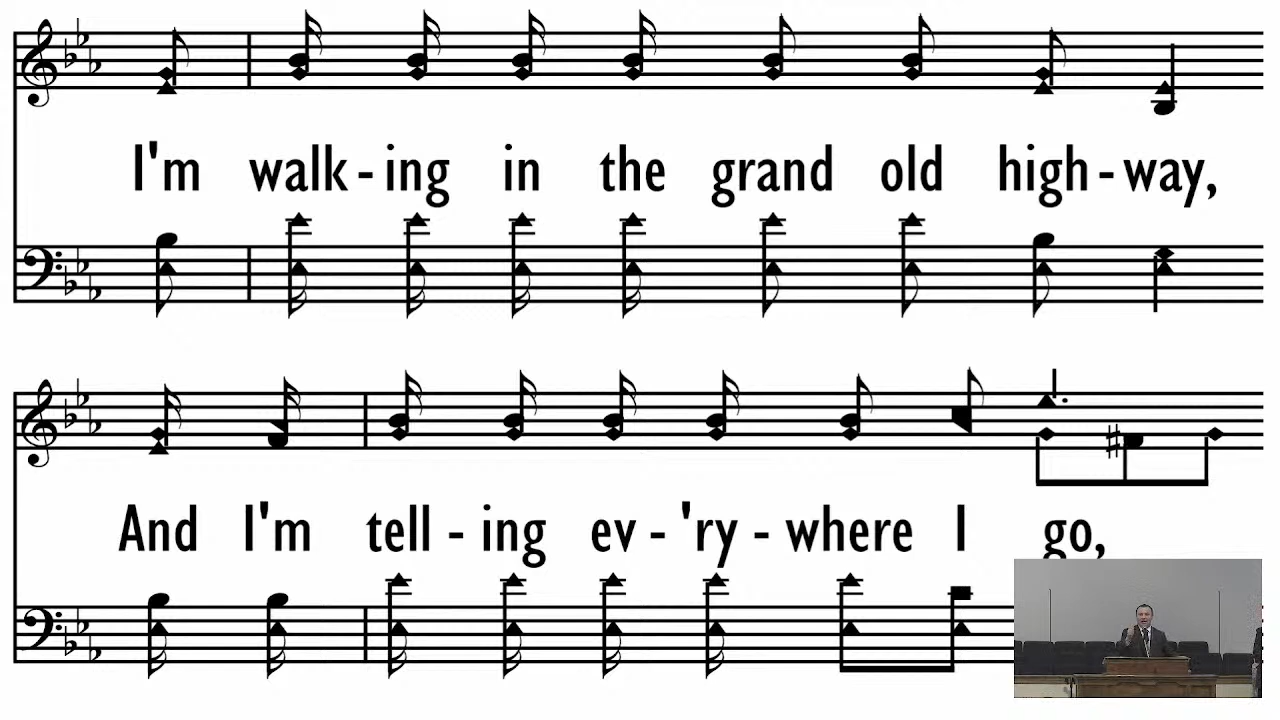 I'm walk - ing in the grand old high - way,
And I'm tell - ing ev - 'ry - where I go,